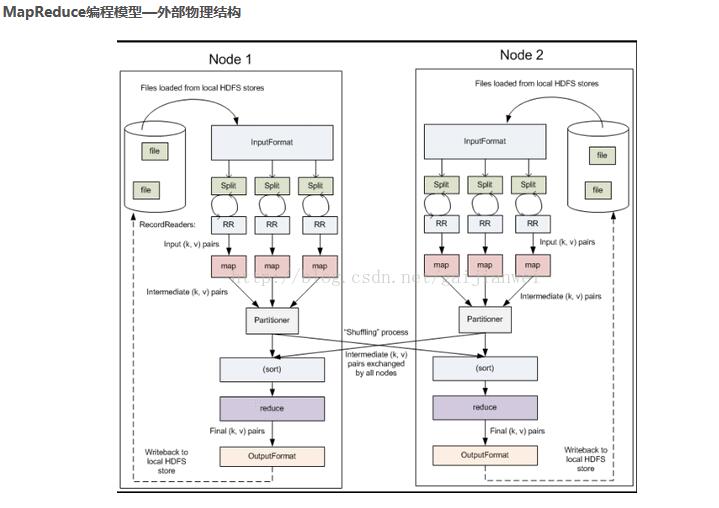 MapReduce编程模型—外部物理结构
Node 1
Node 2
Files loaded from local HDFS stores
Files loaded from local HDFS stores
InputFormat
InputFormat
file
file
file
file
Split
Split
Split
Split
Split
Split
RecordReaders:
RR
RR
RR
RR
RR
RR
Input (k, v) pairs
Input (k, v) pairs
map
map
map
map
map
map
http://blog.csdn.net/
Intermediate (k, v) pairs
Intermediate (k, v) pairs
Partitioner
Partitioner
"Shuffling" process
Intermediate (k, v)
pairs exchanged
by all nodes
(sort)
(sort)
reduce
reduce
Final (k, v) pairs
Final (k, v) pairs
Writeback to
local HDFS
store
OutputFormat
OutputFormat
Writeback to
local HDFS
store